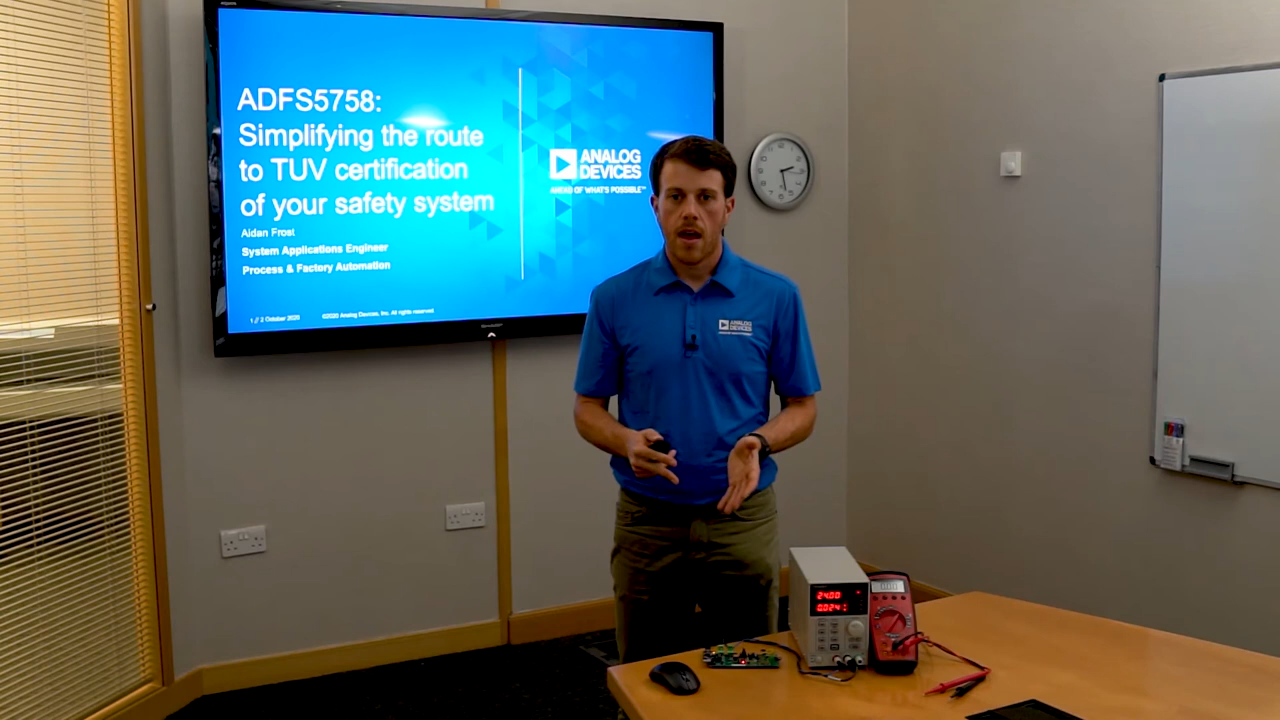 ADFS5758:
Simplifying the route
to TUV certification
of your safety system
Aidan Frost
System Applications Engineer
Process & Factory Automation
1 // 2 October 2020
©2020 Analog Devices, Inc. All rights reserved.
ANALOG
DEVICES
AHEAD OF WHAT'S POSSIBLE™
ANALOG
DEVICES
24.00